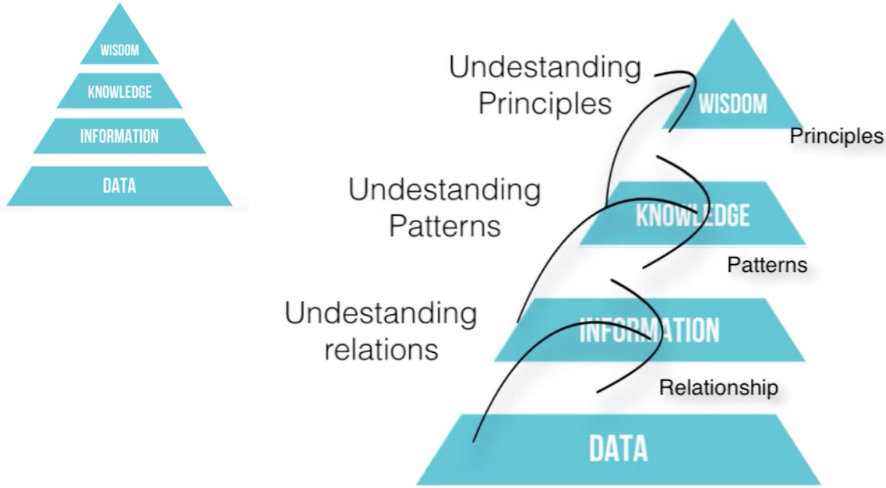 WISDOM
KNOWLEDGE
INFORMATION
DATA
Undestanding
Principles
WISDOM
Principles
Undestanding
Patterns
KNOWLEDGE
Patterns
Undestanding
relations
INFORMATION
Relationship
DATA